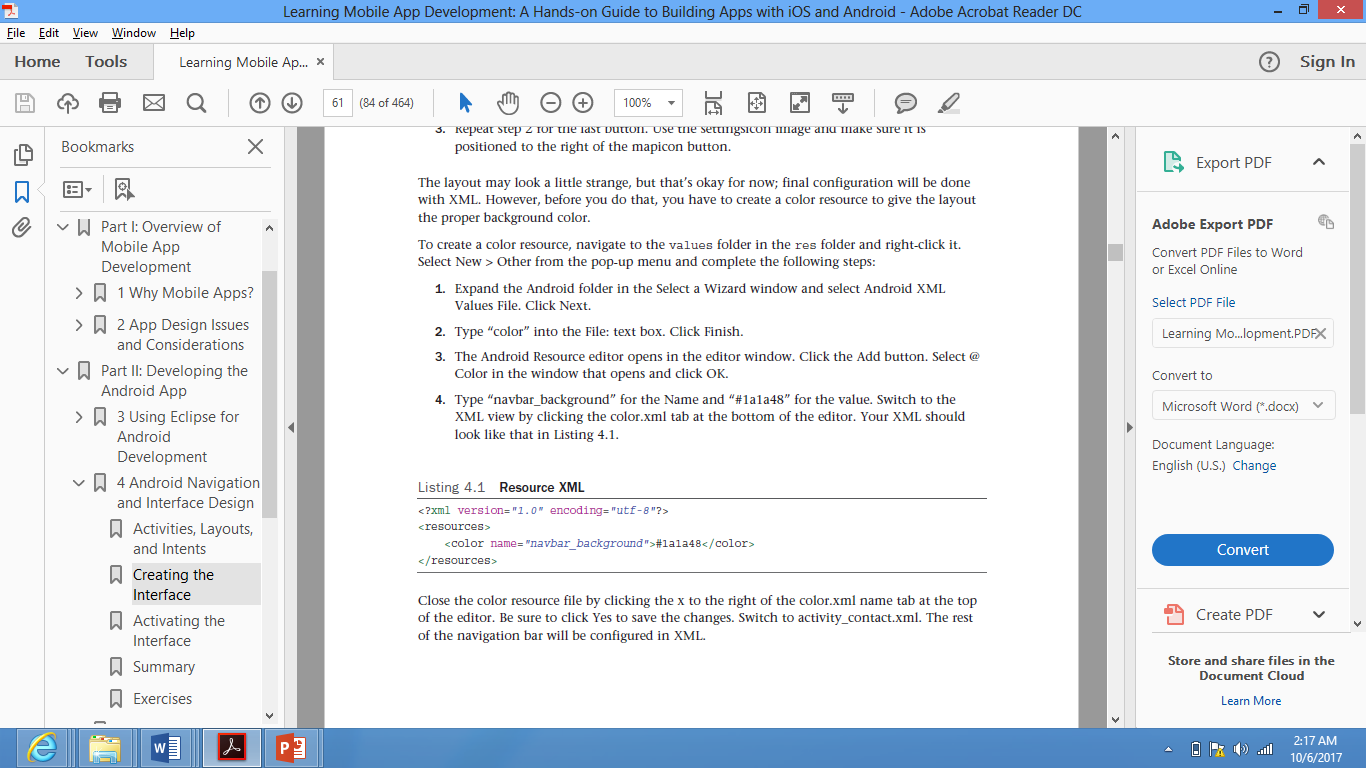 Learning Mobile App Development: A Hands-on Guide to Building Apps with iOS and Android - Adobe Acrobat Reader DC
File Edit View Window Help
Home Tools Learning Mobile Ap... × Sign In
61 (84 of 464) 100%
Bookmarks
Part I: Overview of
Mobile App
Development
1 Why Mobile Apps?
2 App Design Issues
and Considerations
Part II: Developing the
Android App
3 Using Eclipse for
Android
Development
4 Android Navigation
and Interface Design
Activities, Layouts,
and Intents
Creating the
Interface
Activating the
Interface
Summary
Exercises
3. Repeat step 2 for the last button. Use the settingsicon image and make sure it is
positioned to the right of the mapicon button.
The layout may look a little strange, but that’s okay for now; final configuration will be done
with XML. However, before you do that, you have to create a color resource to give the layout
the proper background color.
To create a color resource, navigate to the values folder in the res folder and right-click it.
Select New > Other from the pop-up menu and complete the following steps:
1. Expand the Android folder in the Select a Wizard window and select Android XML
Values File. Click Next.
2. Type “color” into the File: text box. Click Finish.
3. The Android Resource editor opens in the editor window. Click the Add button. Select @
Color in the window that opens and click OK.
4. Type “navbar_background” for the Name and “#1a1a48” for the value. Switch to the
XML view by clicking the color.xml tab at the bottom of the editor. Your XML should
look like that in Listing 4.1.
Listing 4.1 Resource XML
<?xml version="1.0" encoding="utf-8"?>
<resources>
<color name="navbar_background">#1a1a48</color>
</resources>
Close the color resource file by clicking the x to the right of the color.xml name tab at the top
of the editor. Be sure to click Yes to save the changes. Switch to activity_contact.xml. The rest
of the navigation bar will be configured in XML.
Export PDF
Adobe Export PDF
Convert PDF Files to Word
or Excel Online
Select PDF File
Learning Mo...lopment.PDF
Convert to
Microsoft Word (*.docx)
Document Language:
English (U.S.) Change
Convert
Create PDF
Store and share files in the
Document Cloud
Learn More
2:17 AM
10/6/2017